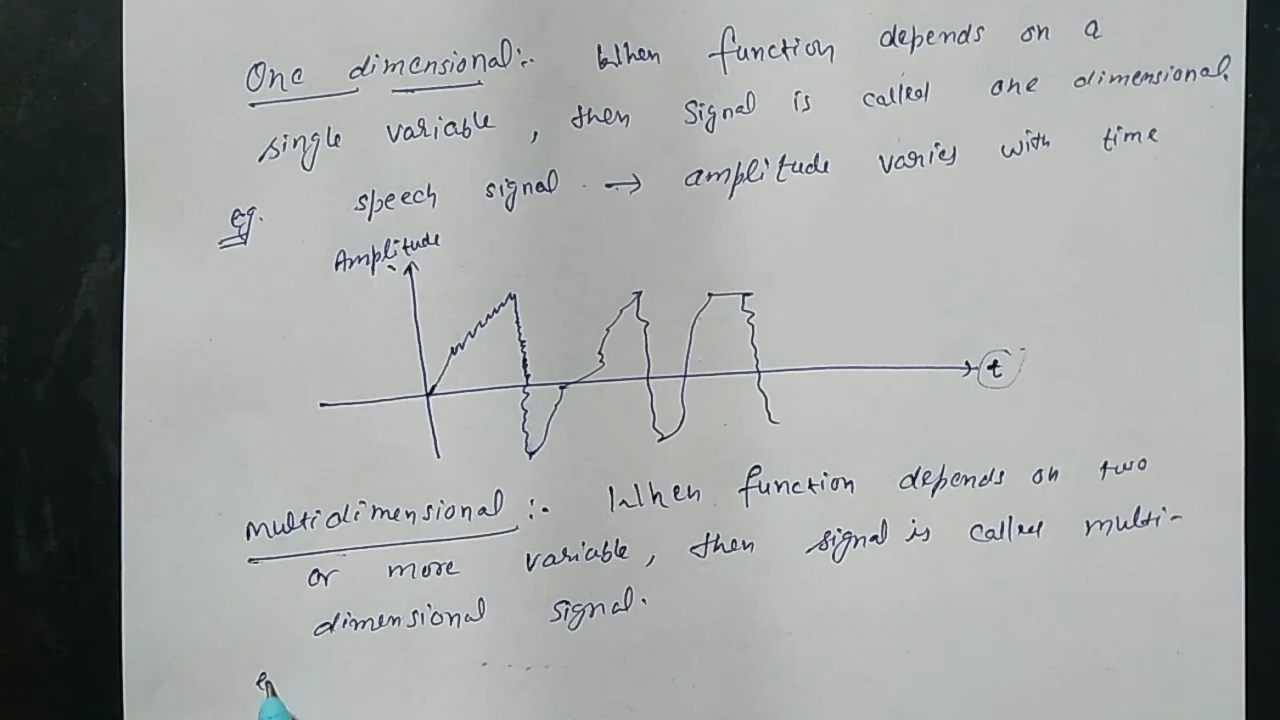 One dimensional:- When function depends on a
single variable, then signal is called one dimensional.
eg. speech signal → amplitude varies with time
Amplitude
t
multidimensional :- When function depends on two
or more variable, then signal is called multi-
dimensional signal.
e